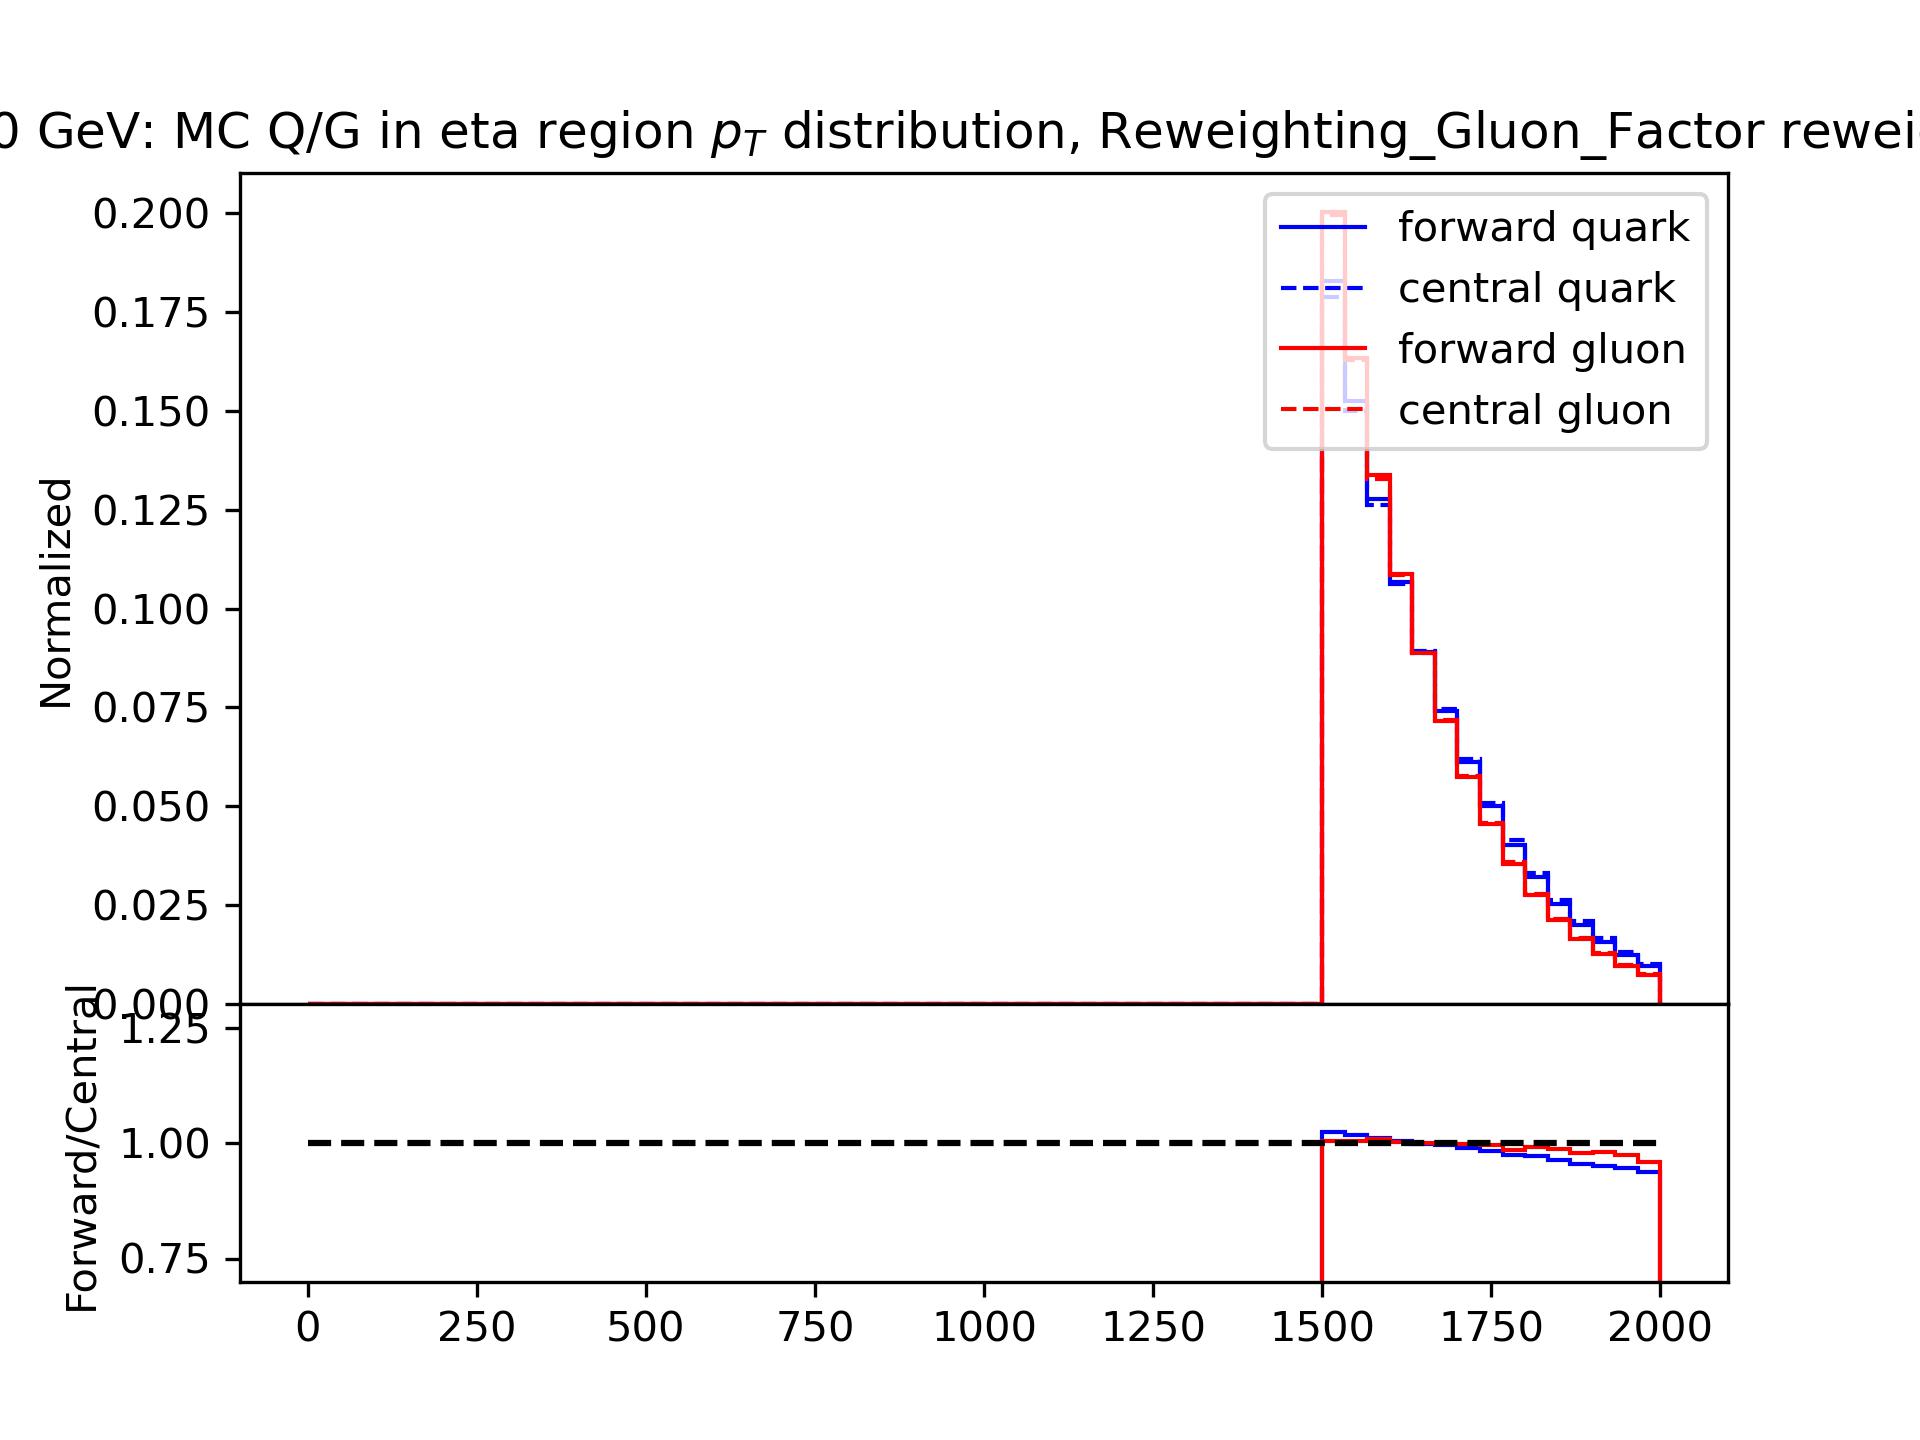 0 GeV: MC Q/G in eta region p_T distribution, Reweighting_Gluon_Factor
0.200
0.175
0.150
0.125
0.100
0.075
0.050
0.025
0.000
Normalized
forward quark
central quark
forward gluon
central gluon
1.25
1.00
0.75
Forward/Central
0 250 500 750 1000 1250 1500 1750 2000